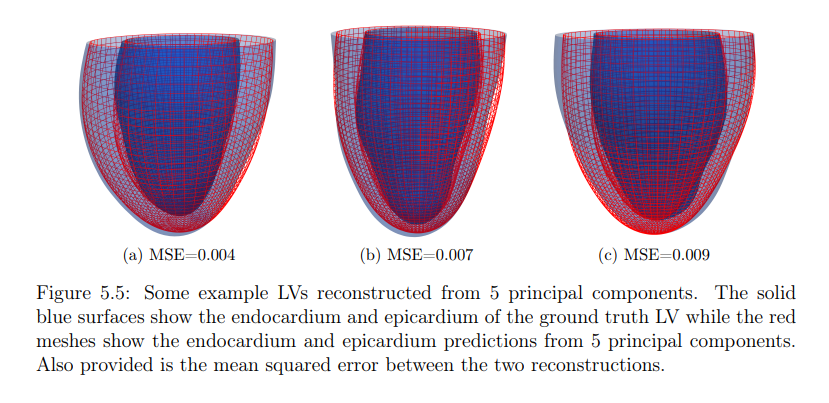 (a) MSE=0.004
(b) MSE=0.007
(c) MSE=0.009
Figure 5.5: Some example LVs reconstructed from 5 principal components. The solid
blue surfaces show the endocardium and epicardium of the ground truth LV while the red
meshes show the endocardium and epicardium predictions from 5 principal components.
Also provided is the mean squared error between the two reconstructions.